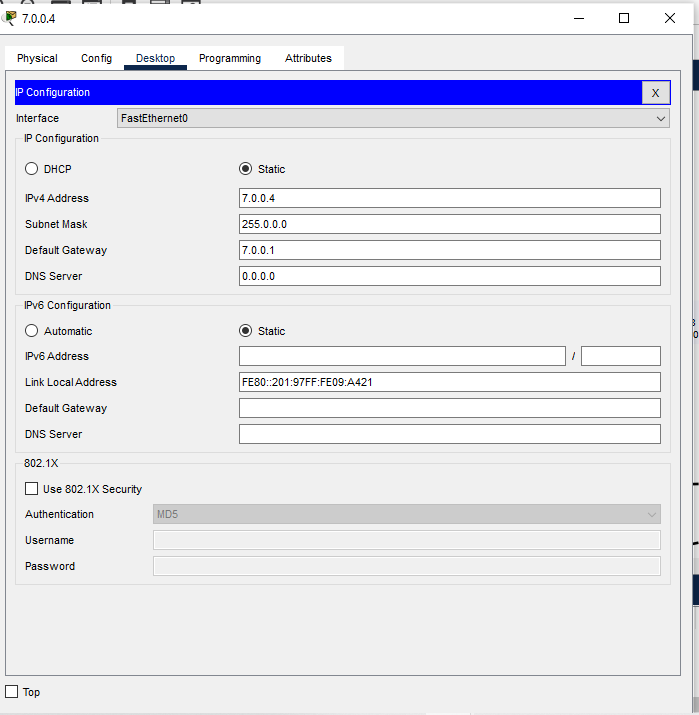 7.0.0.4
Physical Config Desktop Programming Attributes
IP Configuration X
Interface FastEthernet0
IP Configuration
DHCP Static
IPv4 Address 7.0.0.4
Subnet Mask 255.0.0.0
Default Gateway 7.0.0.1
DNS Server 0.0.0.0
IPv6 Configuration
Automatic Static
IPv6 Address /
Link Local Address FE80::201:97FF:FE09:A421
Default Gateway
DNS Server
802.1X
Use 802.1X Security
Authentication MD5
Username
Password
Top